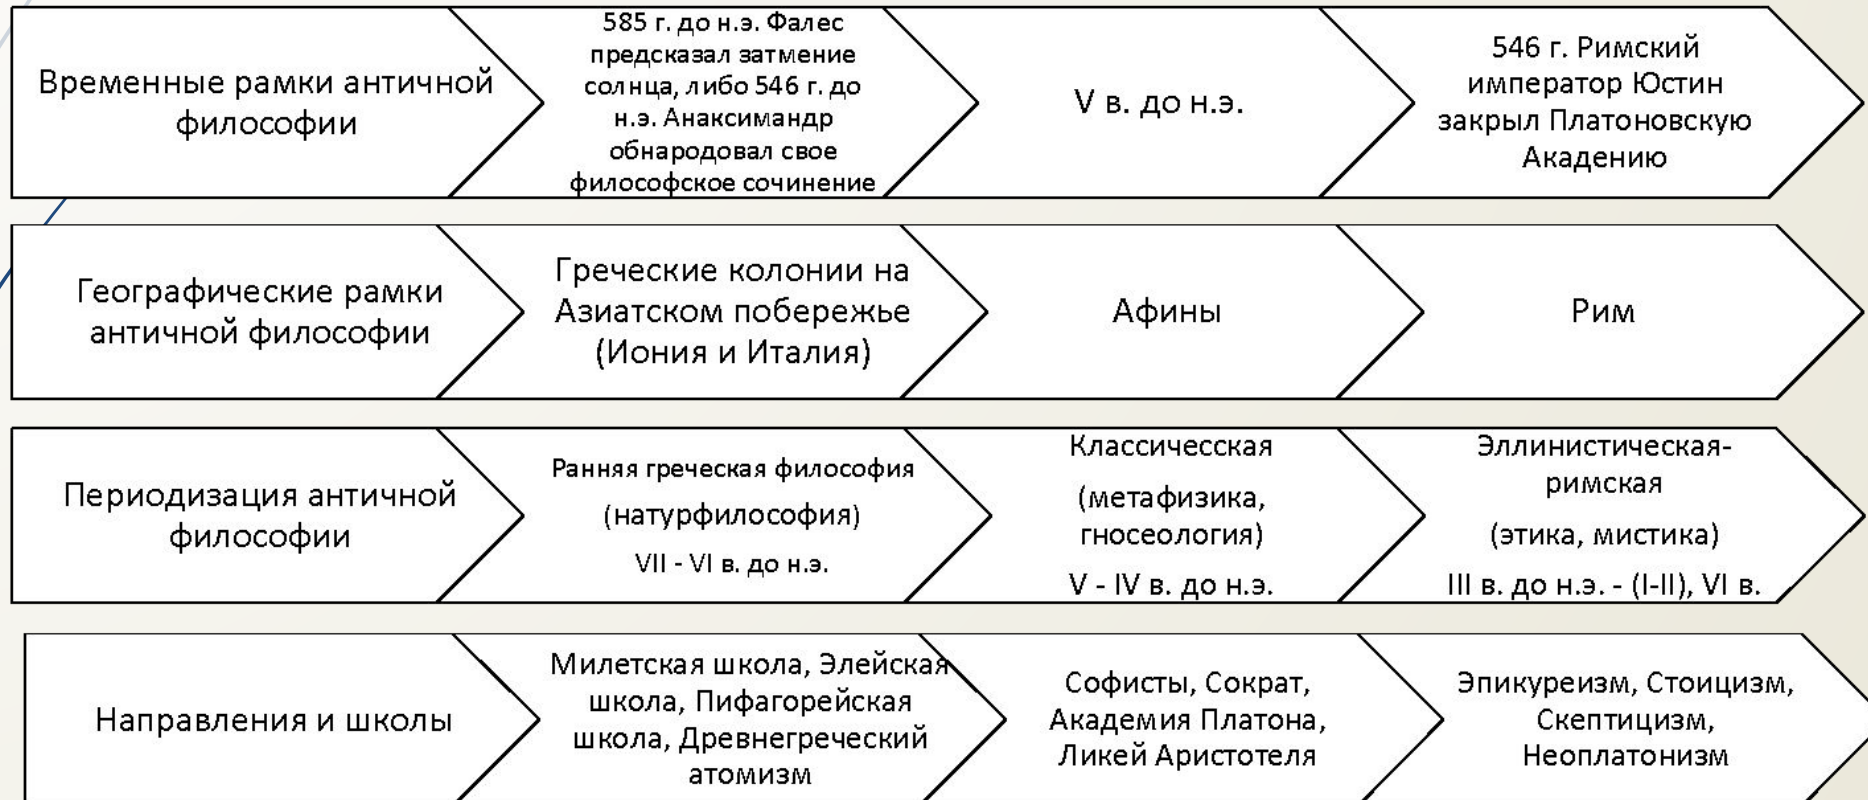 Временные рамки античной
философии
585 г. до н.э. Фалес
предсказал затмение
солнца, либо 546 г. до
н.э. Анаксимандр
обнародовал свое
философское сочинение
V в. до н.э.
546 г. Римский
император Юстин
закрыл Платоновскую
Акадению
Географические рамки
античной философии
Греческие колонии на
Азиатском побережье
(Иония и Италия)
Афины
Рим
Периодизация античной
философии
Ранняя греческая философия
(натурфилософия)
VII - VI в. до н.э.
Классичесская
(метафизика,
гносеология)
V - IV в. до н.э.
Эллинистическая-
римская
(этика, мистика)
III в. до н.э. - (I-II), VI в.
Направления и школы
Милетская школа, Элейская
школа, Пифагорейская
школа, Древнегреческий
атомизм
Софисты, Сократ,
Академия Платона,
Ликей Аристотеля
Эпикуреизм, Стоицизм,
Скептицизм,
Неоплатонизм